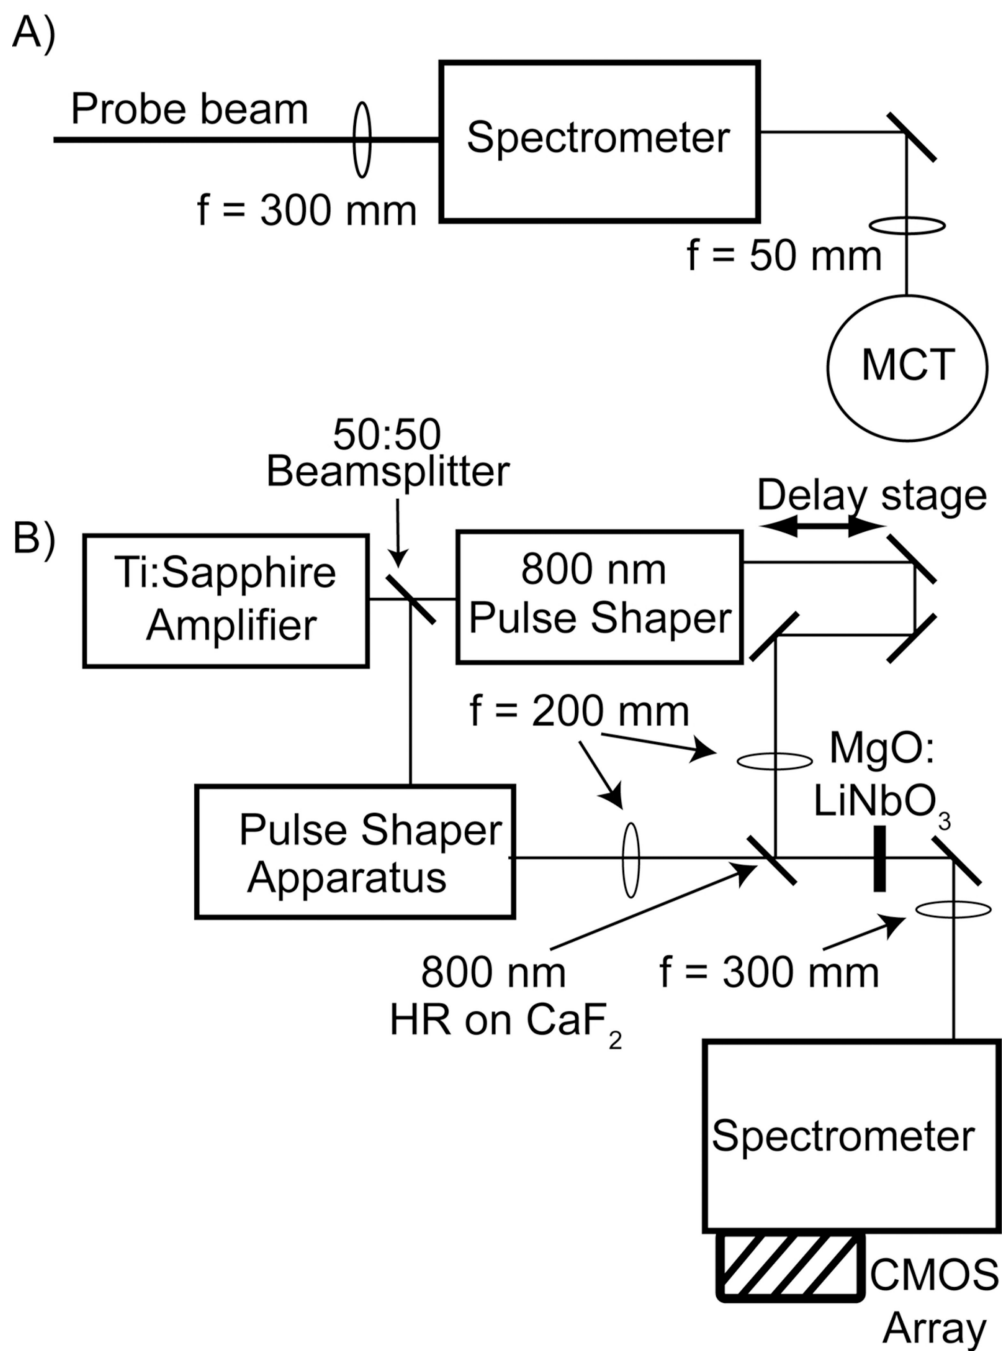 A)
Probe beam
f = 300 mm
Spectrometer
f = 50 mm
MCT
50:50
Beamsplitter
Delay stage
B)
Ti:Sapphire
Amplifier
800 nm
Pulse Shaper
f = 200 mm
MgO:
LiNbO₃
Pulse Shaper
Apparatus
800 nm
HR on CaF₂
f = 300 mm
Spectrometer
CMOS
Array